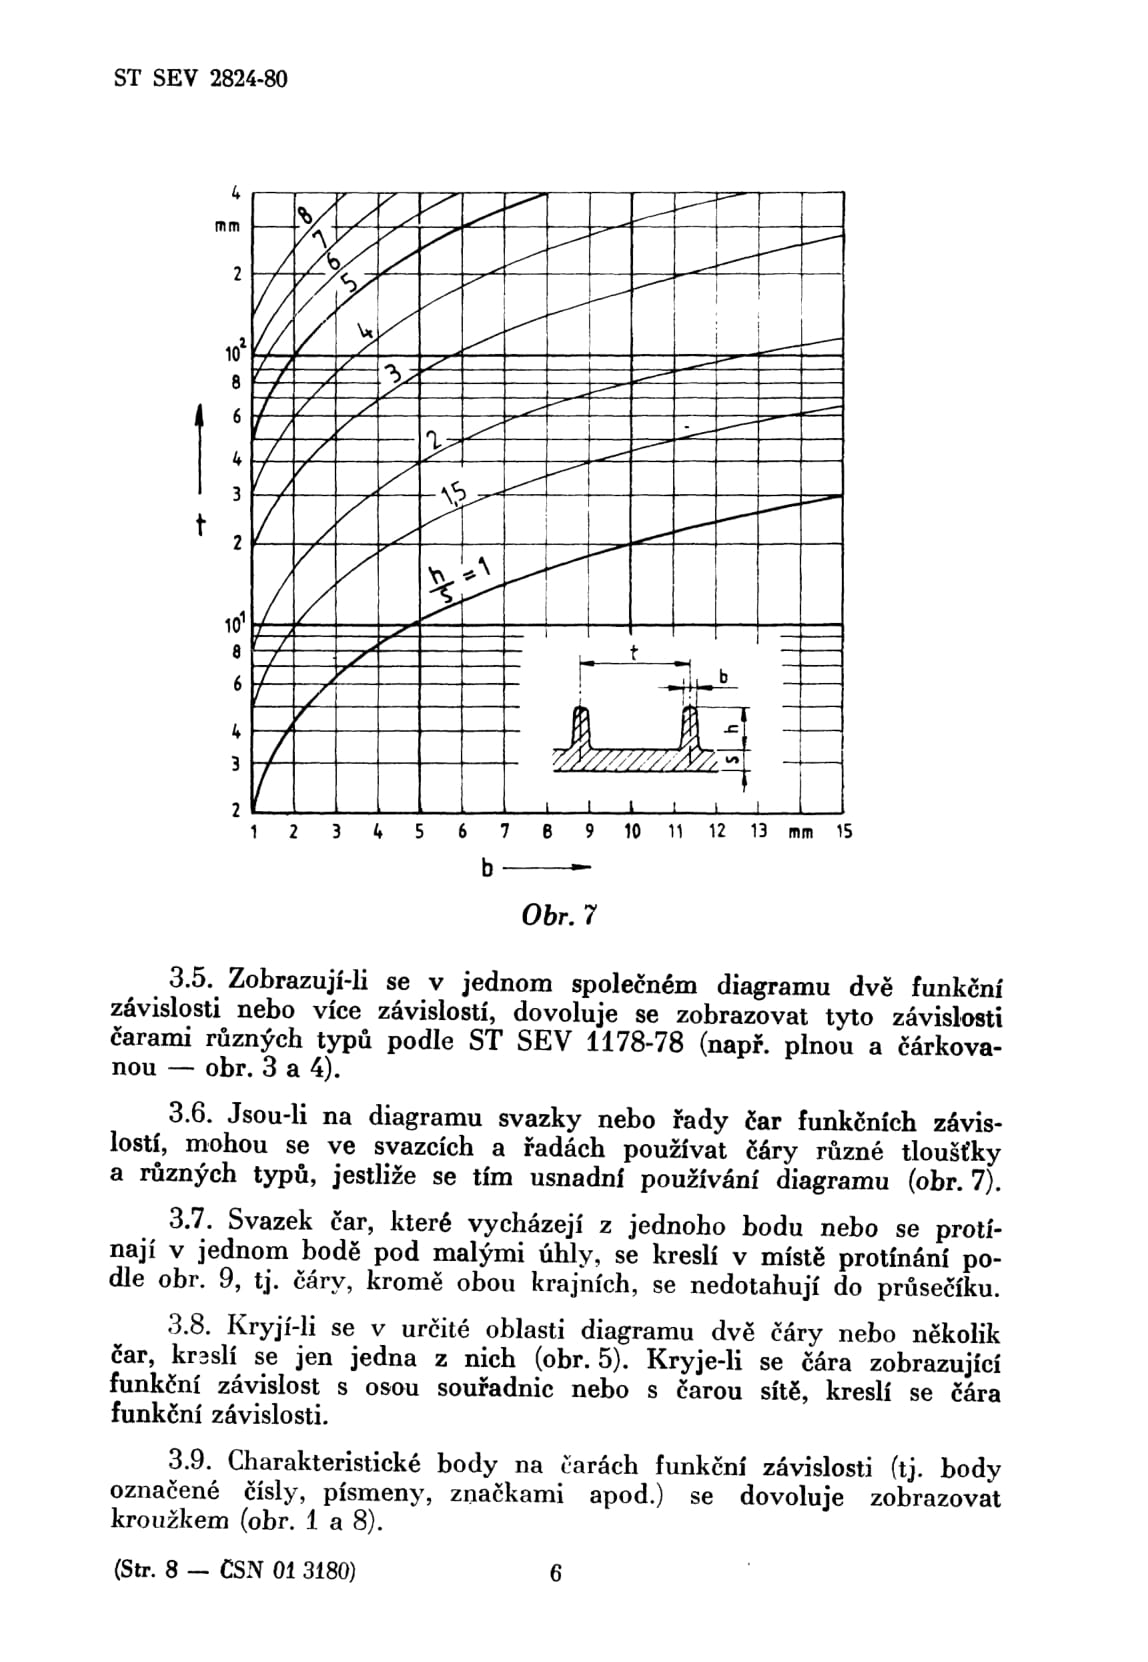 ST SEV 2824-80
4
mm
2
10²
8
6
4
3
2
10¹
8
6
4
3
2
t
8
7
6
5
4
3
2
1,5
h/s = 1
t
b
h
s
1 2 3 4 5 6 7 8 9 10 11 12 13 mm 15
b
Obr. 7
3.5. Zobrazují-li se v jednom společném diagramu dvě funkční
závislosti nebo více závislostí, dovoluje se zobrazovat tyto závislosti
čarami různých typů podle ST SEV 1178-78 (např. plnou a čárkova-
nou — obr. 3 a 4).
3.6. Jsou-li na diagramu svazky nebo řady čar funkčních závis-
lostí, mohou se ve svazcích a řadách používat čáry různé tloušťky
a různých typů, jestliže se tím usnadní používání diagramu (obr. 7).
3.7. Svazek čar, které vycházejí z jednoho bodu nebo se protí-
nají v jednom bodě pod malými úhly, se kreslí v místě protínání po-
dle obr. 9, tj. čáry, kromě obou krajních, se nedotahují do průsečíku.
3.8. Kryjí-li se v určité oblasti diagramu dvě čáry nebo několik
čar, kreslí se jen jedna z nich (obr. 5). Kryje-li se čára zobrazující
funkční závislost s osou souřadnic nebo s čarou sítě, kreslí se čára
funkční závislosti.
3.9. Charakteristické body na čarách funkční závislosti (tj. body
označené čísly, písmeny, značkami apod.) se dovoluje zobrazovat
kroužkem (obr. 1 a 8).
(Str. 8 — ČSN 01 3180)
6